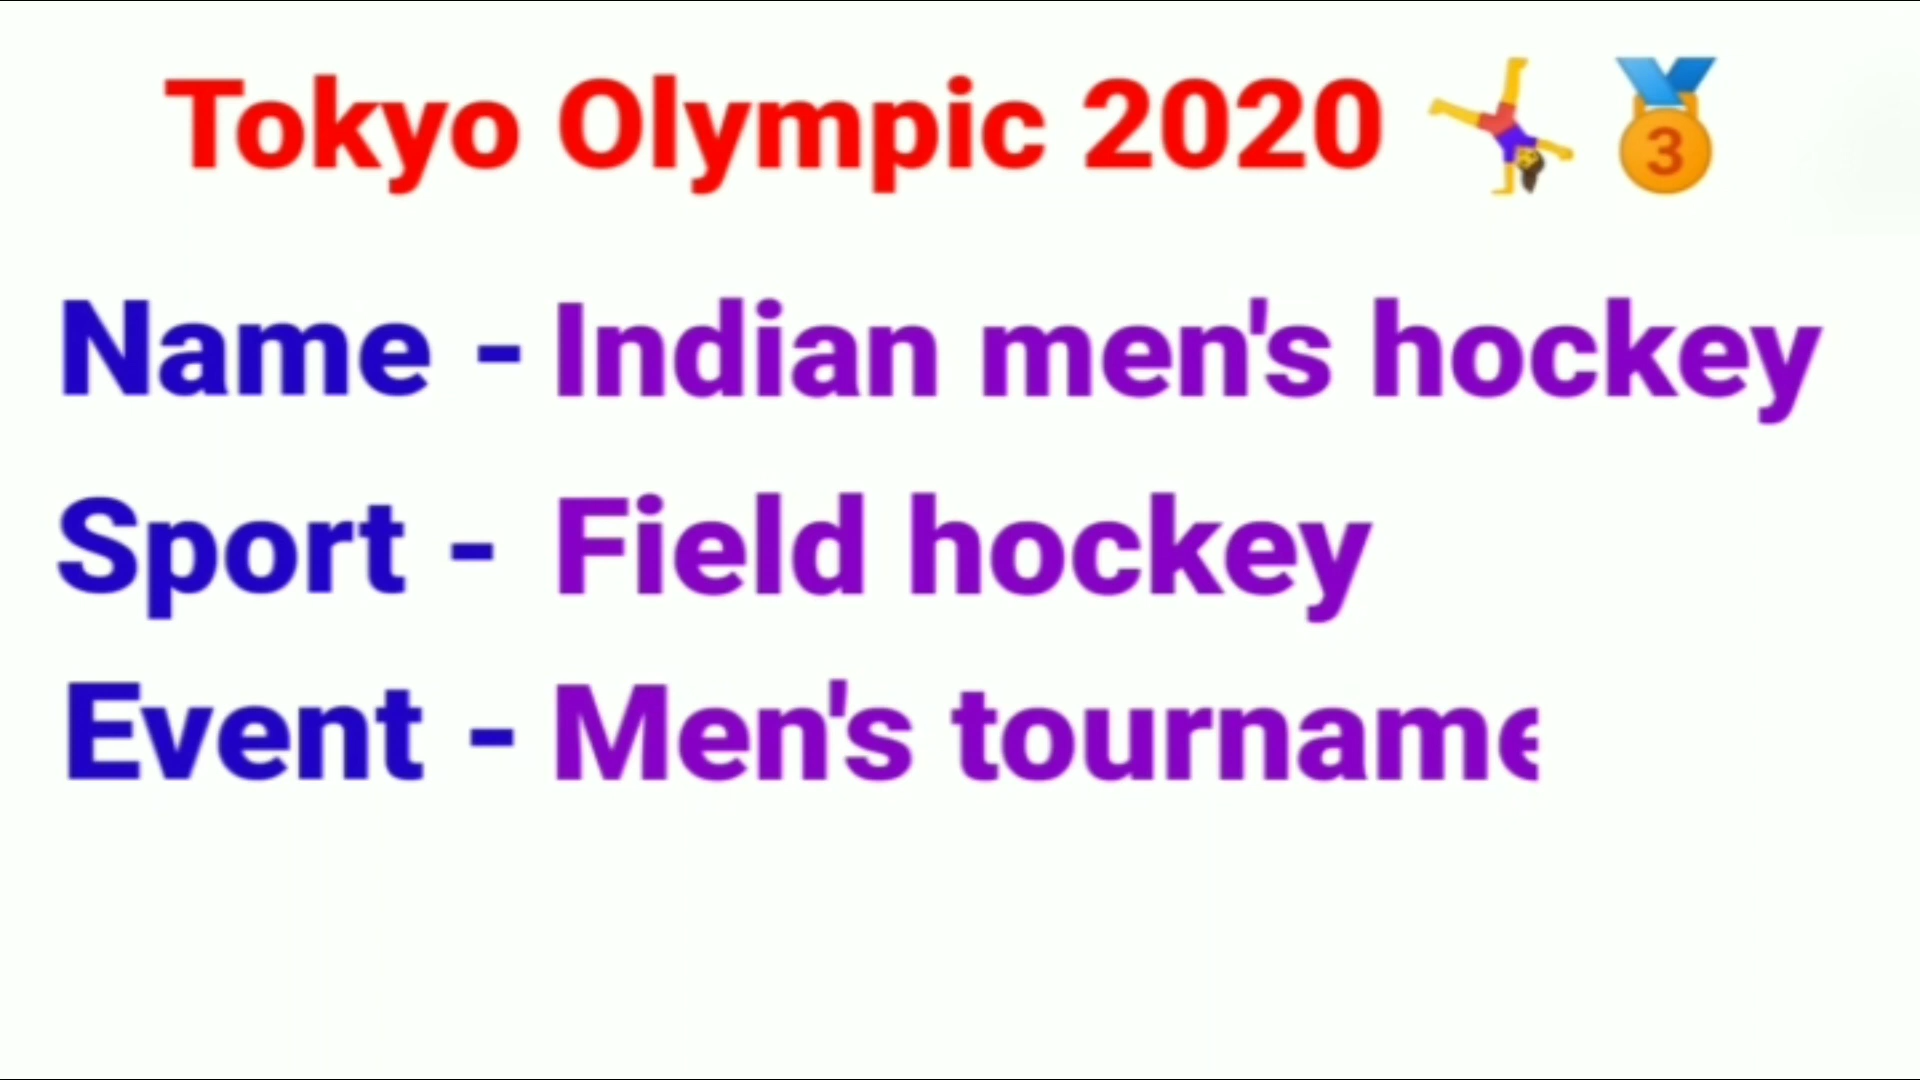 Tokyo Olympic 2020 🤸‍♀️ 🥉
Name - Indian men's hockey
Sport - Field hockey
Event - Men's tourname